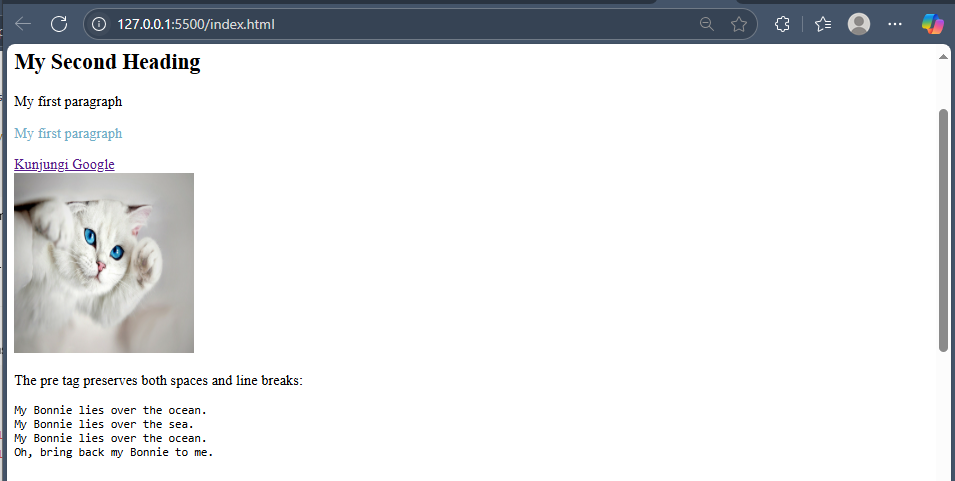 127.0.0.1:5500/index.html
My Second Heading
My first paragraph
My first paragraph
Kunjungi Google
The pre tag preserves both spaces and line breaks:
My Bonnie lies over the ocean.
My Bonnie lies over the sea.
My Bonnie lies over the ocean.
Oh, bring back my Bonnie to me.